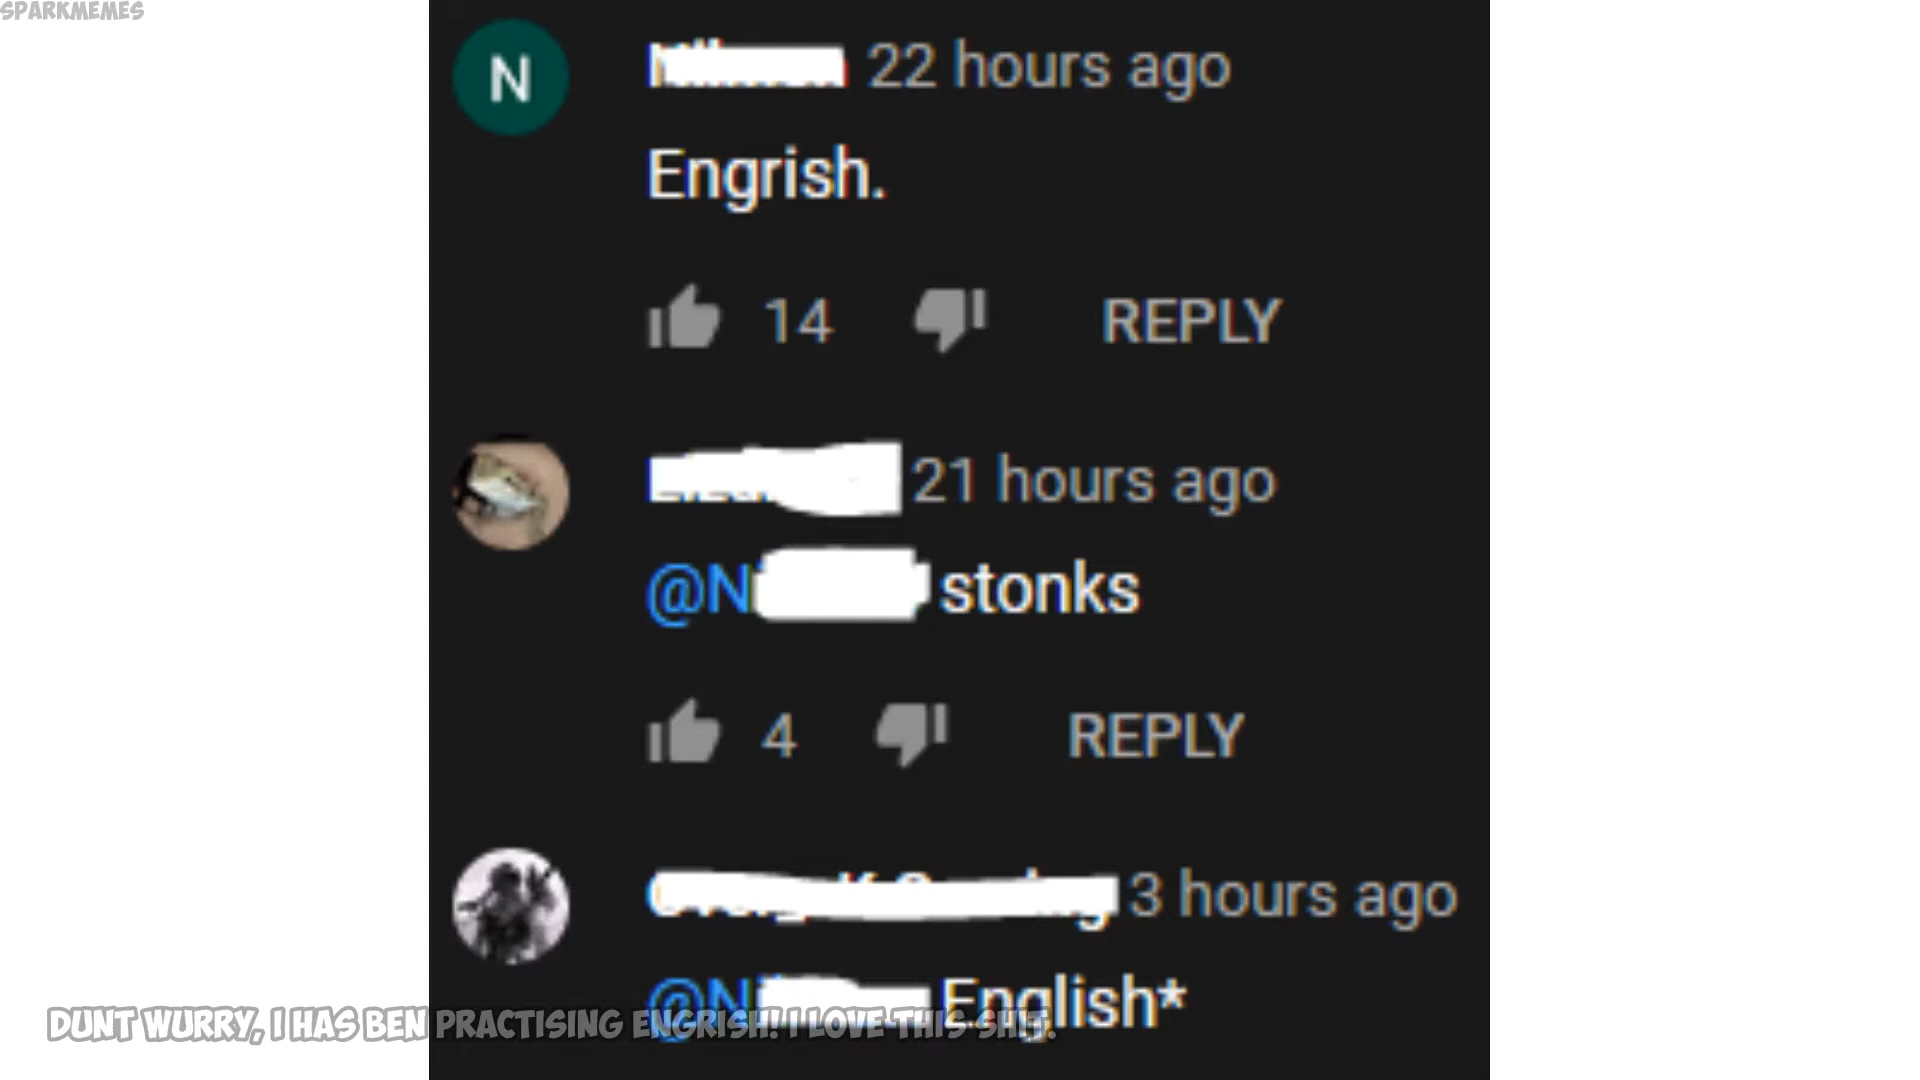 SPARKMEMES
N
22 hours ago
Engrish.
14 REPLY
21 hours ago
@N stonks
4 REPLY
3 hours ago
@N English*
DUNT WURRY, I HAS BEN PRACTISING ENGRISH! I LOVE THIS SHIT.